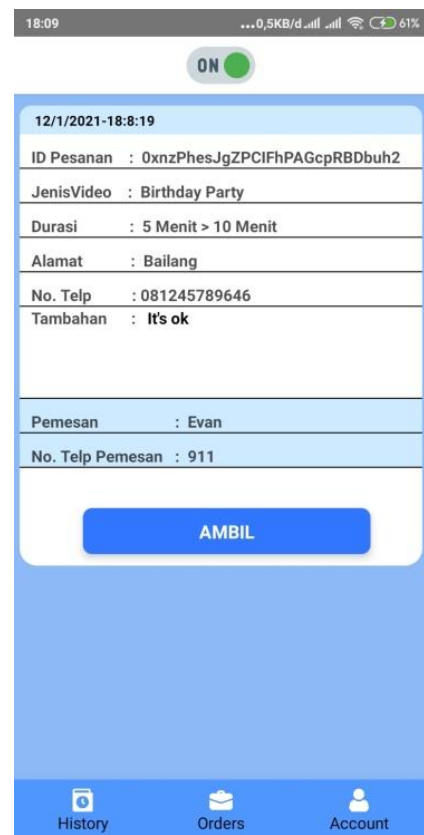 18:09 ...0,5KB/d 61%
ON
12/1/2021-18:8:19
ID Pesanan : 0xnzPhesJgZPCIFhPAGcpRBDbuh2
JenisVideo : Birthday Party
Durasi : 5 Menit > 10 Menit
Alamat : Bailang
No. Telp : 081245789646
Tambahan : It's ok
Pemesan : Evan
No. Telp Pemesan : 911
AMBIL
History Orders Account